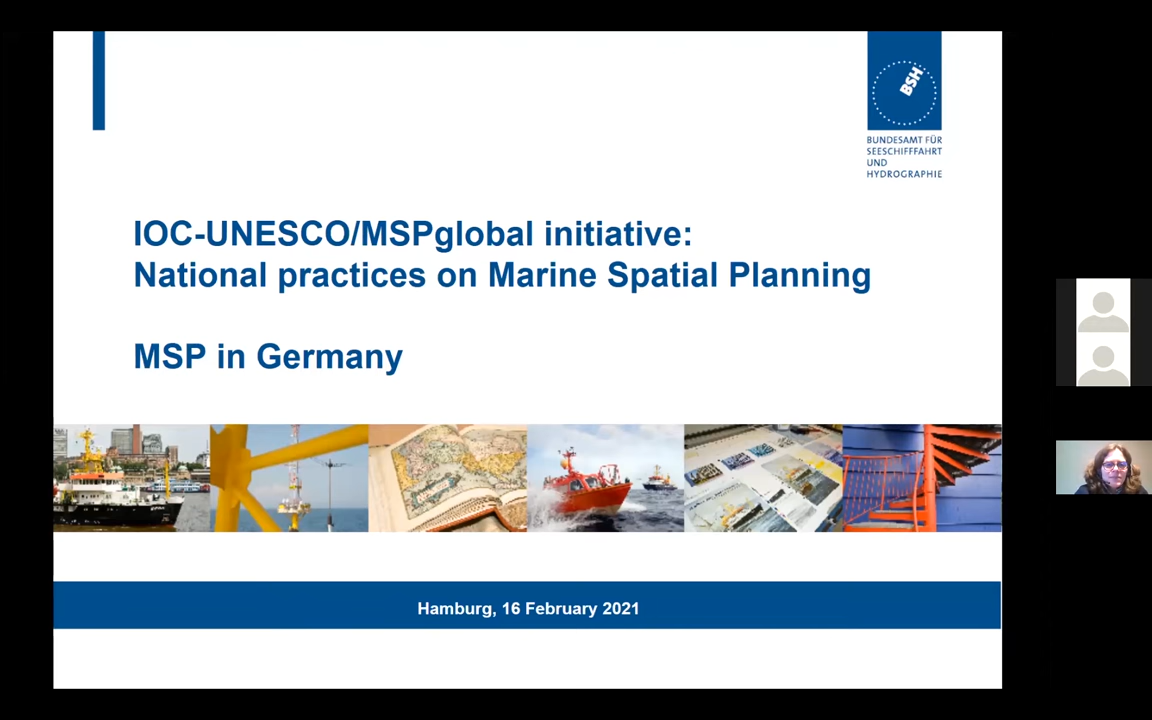 BSH
BUNDESAMT FÜR
SEESCHIFFFAHRT
UND
HYDROGRAPHIE
IOC-UNESCO/MSPglobal initiative:
National practices on Marine Spatial Planning
MSP in Germany
Hamburg, 16 February 2021